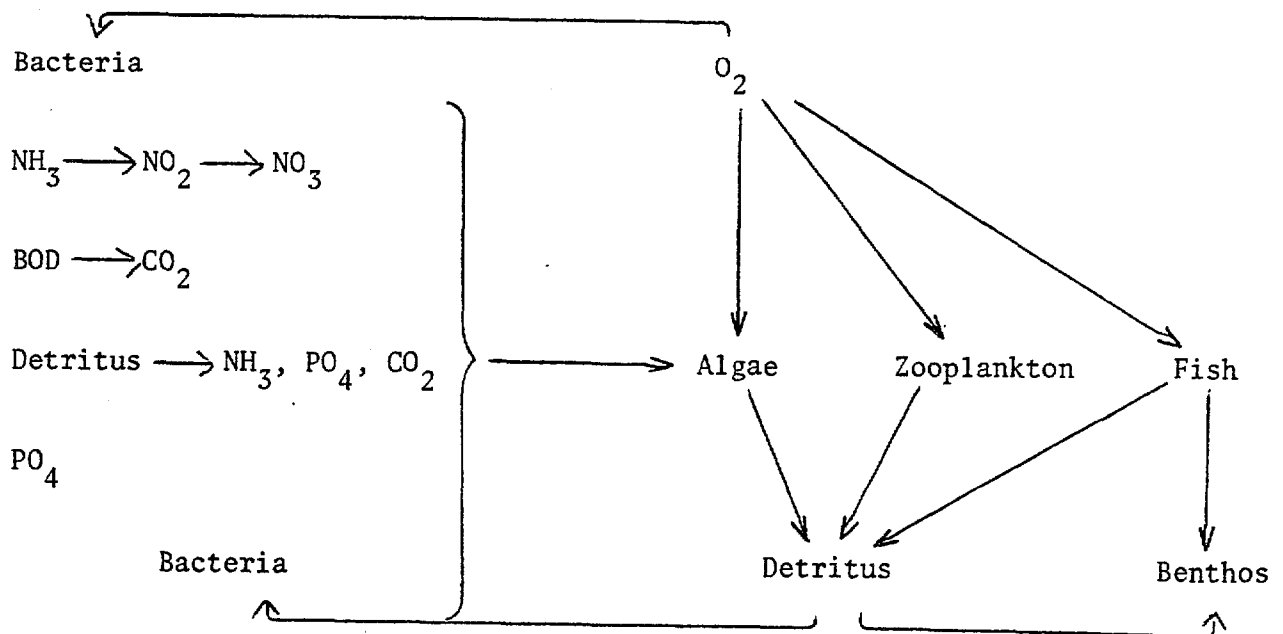 Bacteria O₂
NH₃ → NO₂ → NO₃
BOD → CO₂
Detritus → NH₃, PO₄, CO₂ Algae Zooplankton Fish
PO₄
Bacteria Detritus Benthos